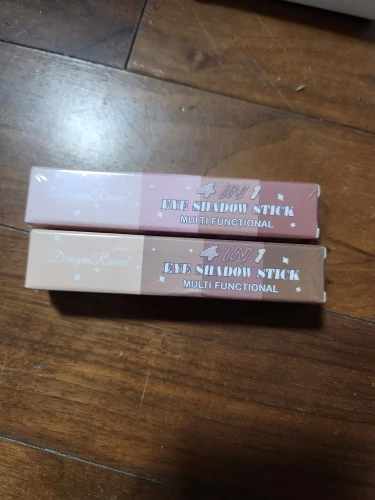 4 IN 1
EYE SHADOW STICK
MULTI FUNCTIONAL
4 IN 1
EYE SHADOW STICK
MULTI FUNCTIONAL